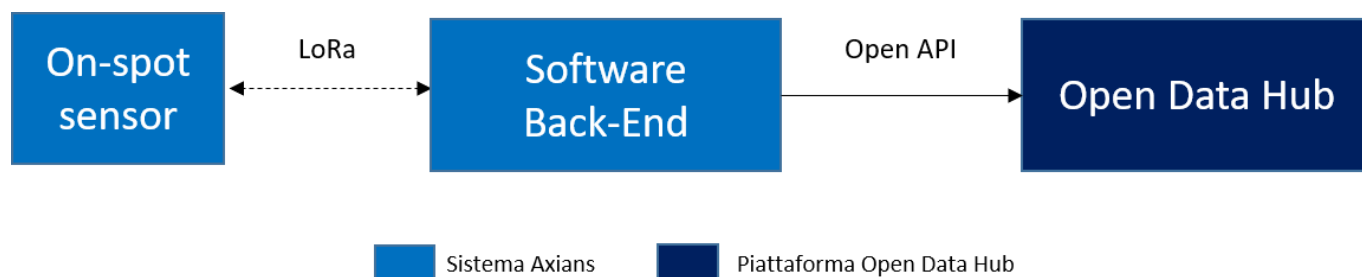 On-spot
sensor
LoRa
Software
Back-End
Open API
Open Data Hub
Sistema Axians
Piattaforma Open Data Hub